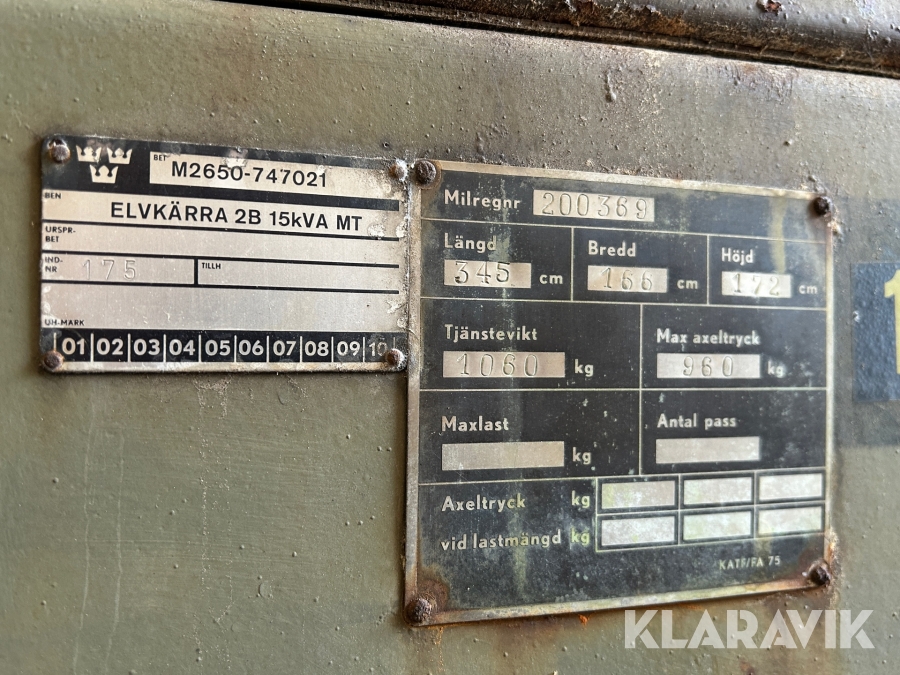 BET M2650-747021
BEN
ELVKÄRRA 2B 15kVA MT
URSPR-
BET
IND-
NR 175 TILLH
UH-MARK
01 02 03 04 05 06 07 08 09 10
Milregnr 200369
Längd Bredd Höjd
345 cm 166 cm 172 cm
Tjänstevikt Max axeltryck
1060 kg 960 kg
Maxlast Antal pass
kg
Axeltryck kg
vid lastmängd kg
KATF/FA 75
1
KLARAVIK